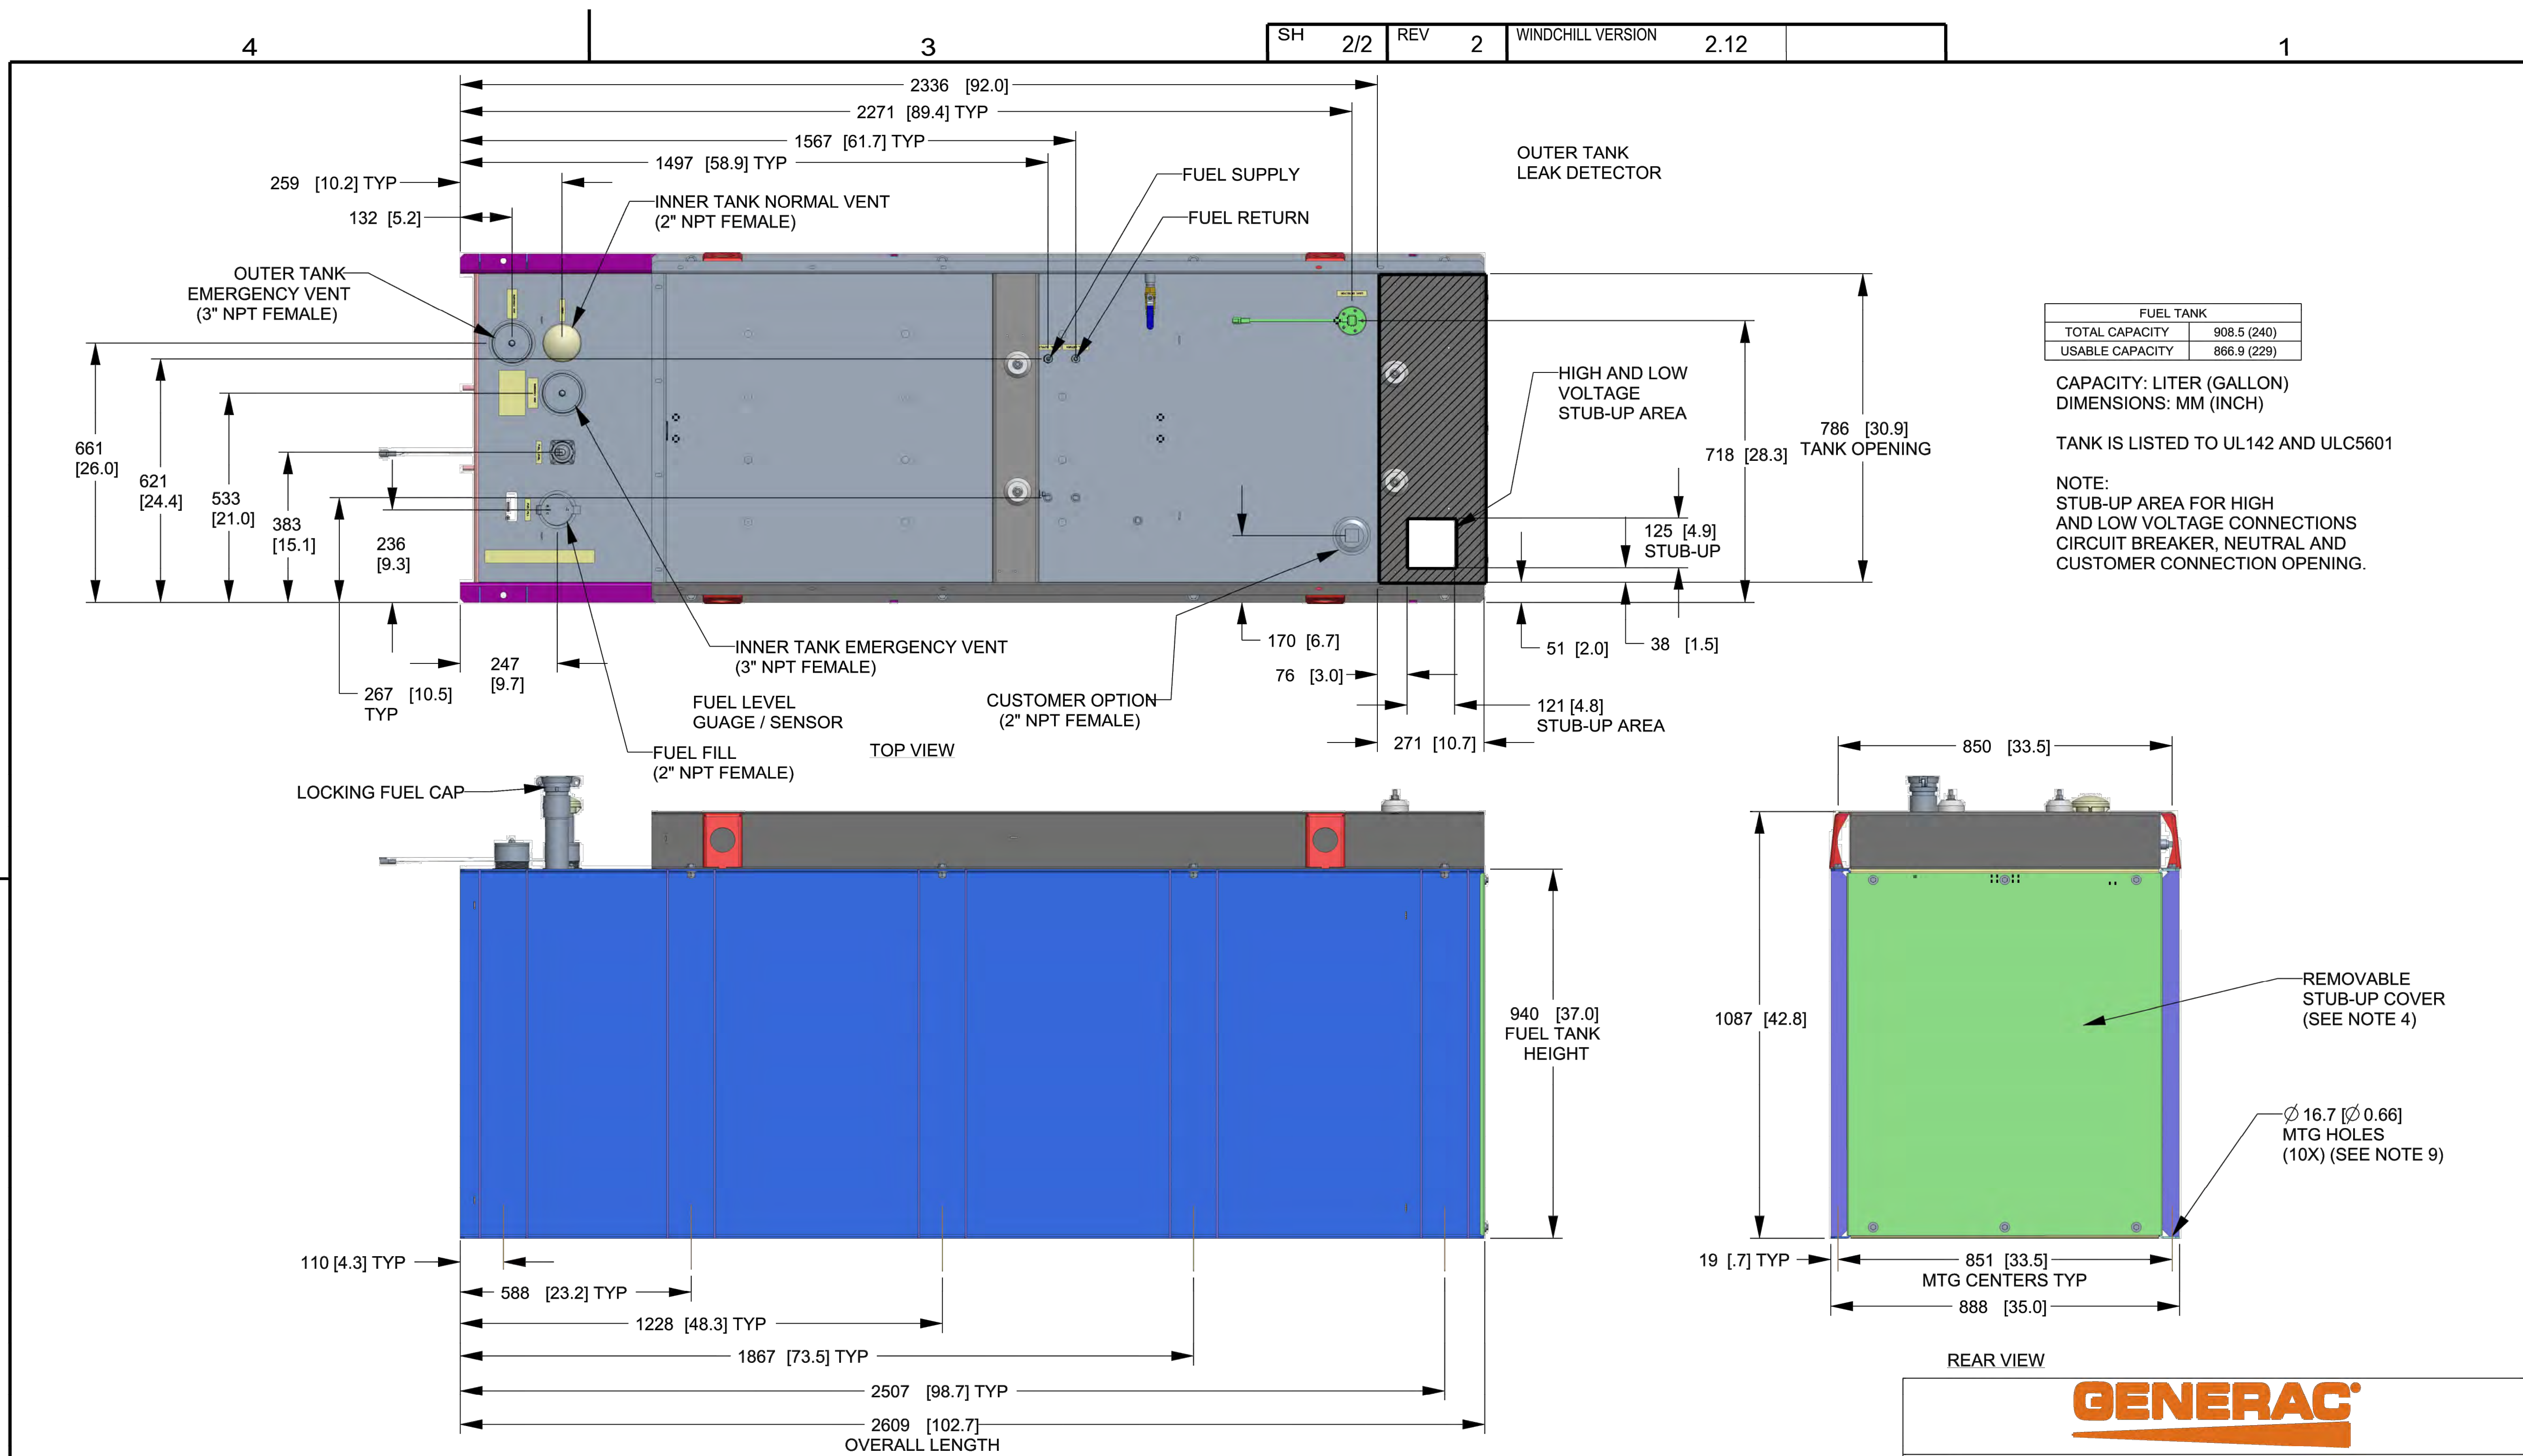 4
3
SH 2/2
REV 2
WINDCHILL VERSION 2.12
1
2336 [92.0]
2271 [89.4] TYP
1567 [61.7] TYP
1497 [58.9] TYP
259 [10.2] TYP
132 [5.2]
INNER TANK NORMAL VENT
(2" NPT FEMALE)
FUEL SUPPLY
FUEL RETURN
OUTER TANK
LEAK DETECTOR
OUTER TANK
EMERGENCY VENT
(3" NPT FEMALE)
661
[26.0]
621
[24.4]
533
[21.0]
383
[15.1]
236
[9.3]
267 [10.5]
TYP
247
[9.7]
INNER TANK EMERGENCY VENT
(3" NPT FEMALE)
FUEL LEVEL
GUAGE / SENSOR
FUEL FILL
(2" NPT FEMALE)
TOP VIEW
CUSTOMER OPTION
(2" NPT FEMALE)
HIGH AND LOW
VOLTAGE
STUB-UP AREA
718 [28.3]
786 [30.9]
TANK OPENING
125 [4.9]
STUB-UP
170 [6.7]
51 [2.0]
38 [1.5]
76 [3.0]
121 [4.8]
STUB-UP AREA
271 [10.7]
FUEL TANK
TOTAL CAPACITY 908.5 (240)
USABLE CAPACITY 866.9 (229)
CAPACITY: LITER (GALLON)
DIMENSIONS: MM (INCH)
TANK IS LISTED TO UL142 AND ULC5601
NOTE:
STUB-UP AREA FOR HIGH
AND LOW VOLTAGE CONNECTIONS
CIRCUIT BREAKER, NEUTRAL AND
CUSTOMER CONNECTION OPENING.
LOCKING FUEL CAP
940 [37.0]
FUEL TANK
HEIGHT
110 [4.3] TYP
588 [23.2] TYP
1228 [48.3] TYP
1867 [73.5] TYP
2507 [98.7] TYP
2609 [102.7]
OVERALL LENGTH
850 [33.5]
1087 [42.8]
REMOVABLE
STUB-UP COVER
(SEE NOTE 4)
Ø 16.7 [Ø 0.66]
MTG HOLES
(10X) (SEE NOTE 9)
19 [.7] TYP
851 [33.5]
MTG CENTERS TYP
888 [35.0]
REAR VIEW
GENERAC